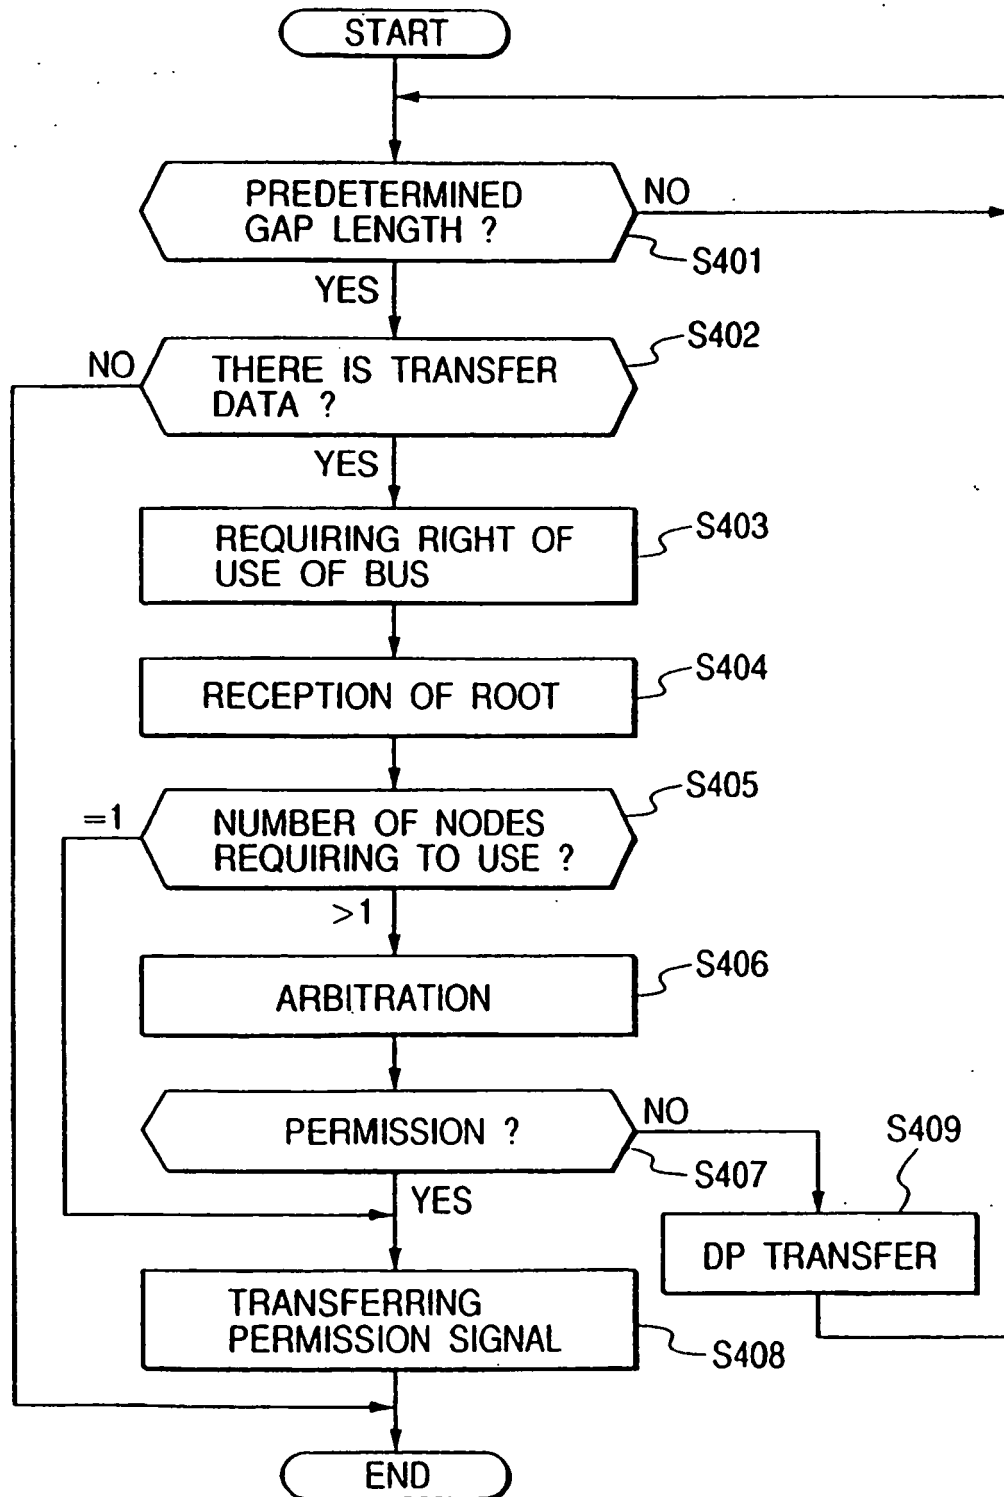 START
PREDETERMINED
GAP LENGTH ?
NO
S401
YES
S402
NO
THERE IS TRANSFER
DATA ?
YES
S403
REQUIRING RIGHT OF
USE OF BUS
S404
RECEPTION OF ROOT
S405
=1
NUMBER OF NODES
REQUIRING TO USE ?
>1
S406
ARBITRATION
PERMISSION ?
NO
S407
S409
YES
DP TRANSFER
TRANSFERRING
PERMISSION SIGNAL
S408
END